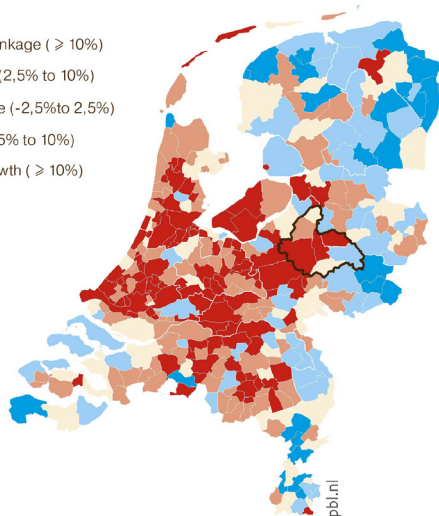 nkage ( ⩾ 10%)
(2,5% to 10%)
e (-2,5%to 2,5%)
5% to 10%)
wth ( ⩾ 10%)
pbl.nl